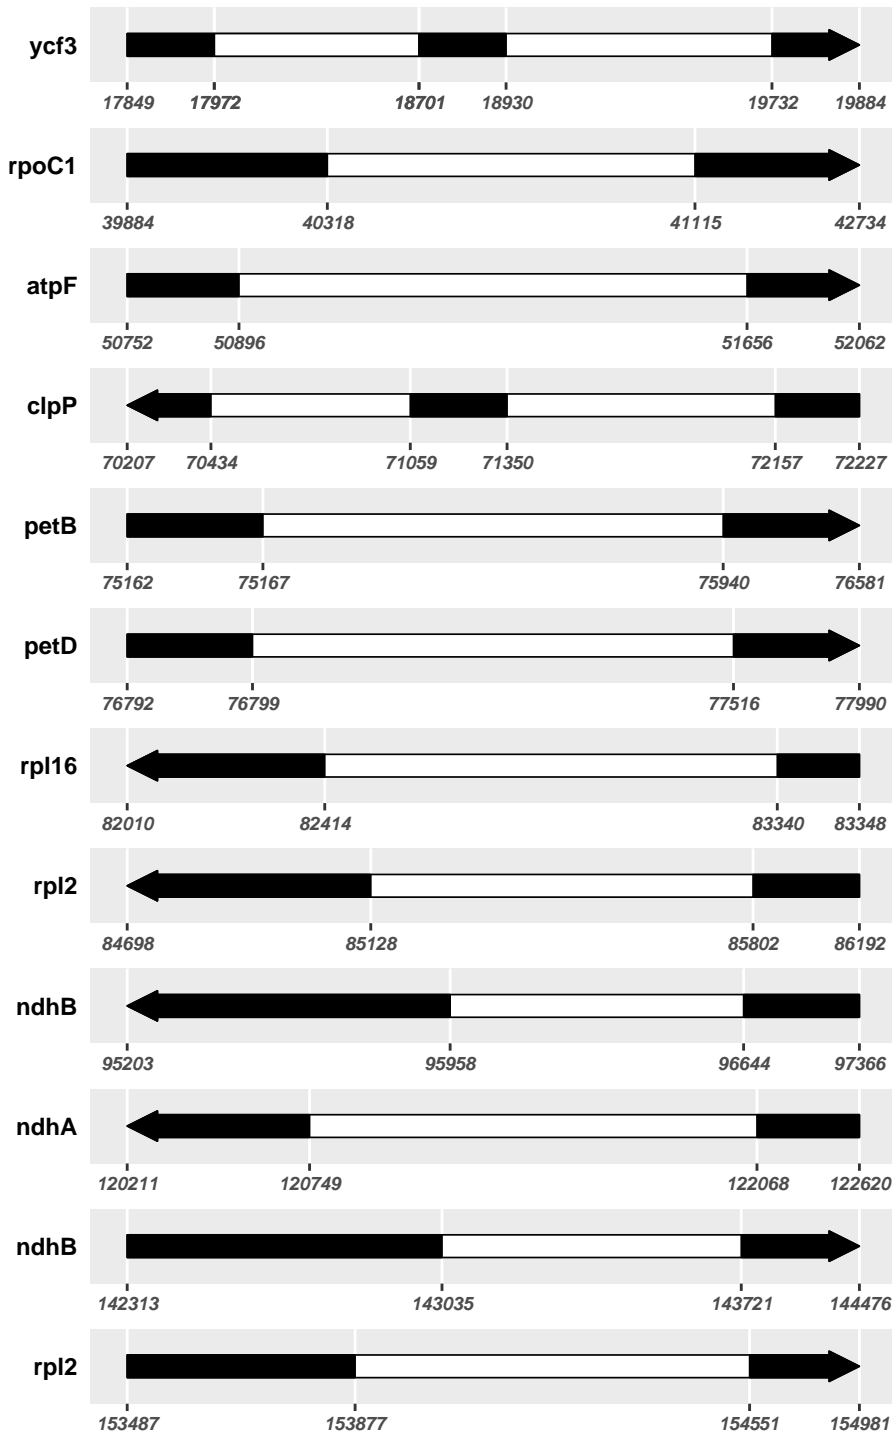 ycf3
17849 17972 18701 18930 19732 19884
rpoC1
39884 40318 41115 42734
atpF
50752 50896 51656 52062
clpP
70207 70434 71059 71350 72157 72227
petB
75162 75167 75940 76581
petD
76792 76799 77516 77990
rpl16
82010 82414 83340 83348
rpl2
84698 85128 85802 86192
ndhB
95203 95958 96644 97366
ndhA
120211 120749 122068 122620
ndhB
142313 143035 143721 144476
rpl2
153487 153877 154551 154981